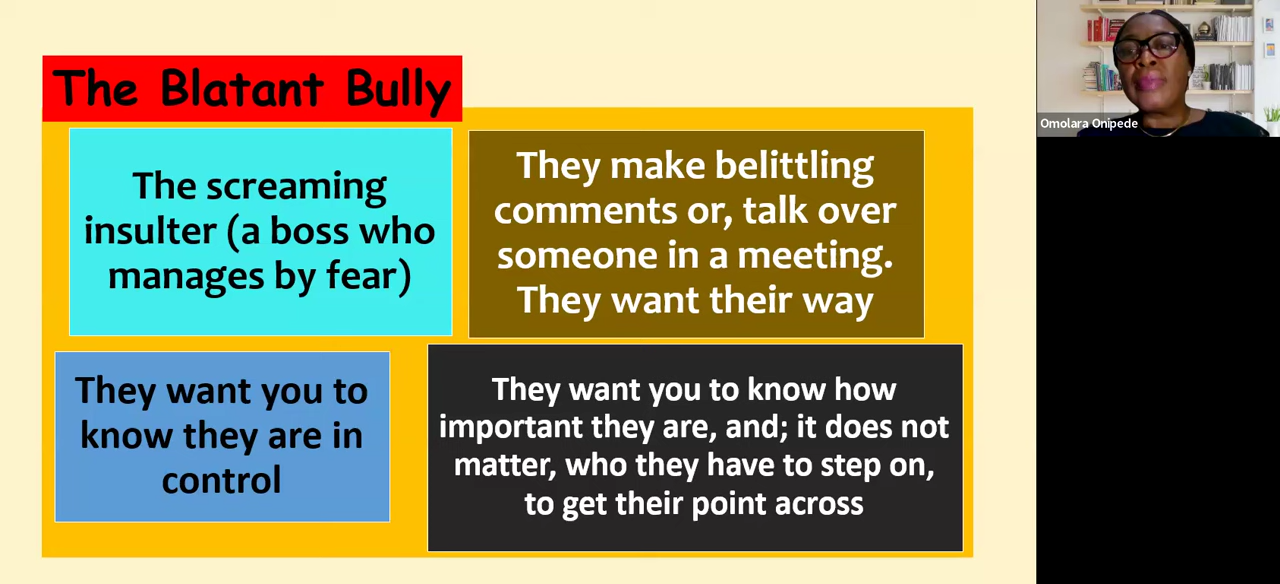 The Blatant Bully
The screaming
insulter (a boss who
manages by fear)
They make belittling
comments or, talk over
someone in a meeting.
They want their way
They want you to
know they are in
control
They want you to know how
important they are, and; it does not
matter, who they have to step on,
to get their point across
Omolara Onipede